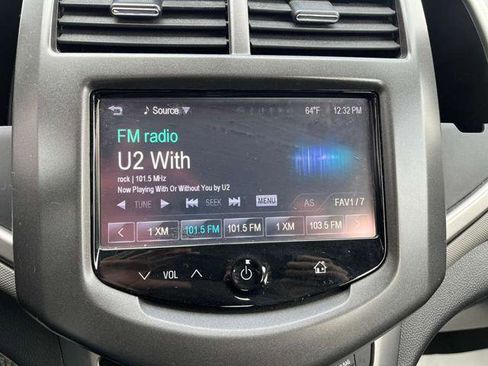 ♪ Source ▼ 64°F 12:32 PM
FM radio
U2 With
rock | 101.5 MHz
Now Playing With Or Without You by U2
◀ TUNE ▶ SEEK MENU AS FAV1/7
< 1 XM 101.5 FM 101.5 FM 1 XM 103.5 FM >
VOL